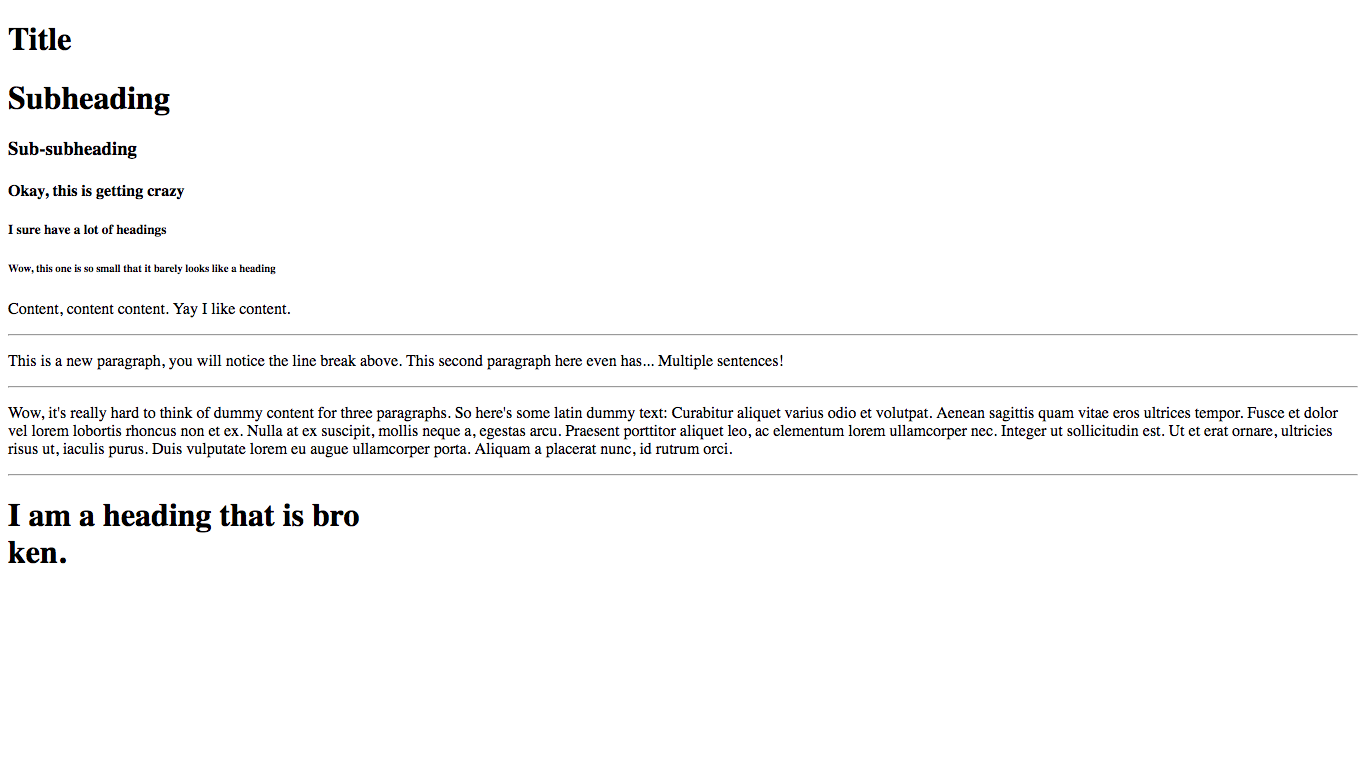 Title
Subheading
Sub-subheading
Okay, this is getting crazy
I sure have a lot of headings
Wow, this one is so small that it barely looks like a heading
Content, content content. Yay I like content.
This is a new paragraph, you will notice the line break above. This second paragraph here even has... Multiple sentences!
Wow, it's really hard to think of dummy content for three paragraphs. So here's some latin dummy text: Curabitur aliquet varius odio et volutpat. Aenean sagittis quam vitae eros ultrices tempor. Fusce et dolor
vel lorem lobortis rhoncus non et ex. Nulla at ex suscipit, mollis neque a, egestas arcu. Praesent porttitor aliquet leo, ac elementum lorem ullamcorper nec. Integer ut sollicitudin est. Ut et erat ornare, ultricies
risus ut, iaculis purus. Duis vulputate lorem eu augue ullamcorper porta. Aliquam a placerat nunc, id rutrum orci.
I am a heading that is bro
ken.